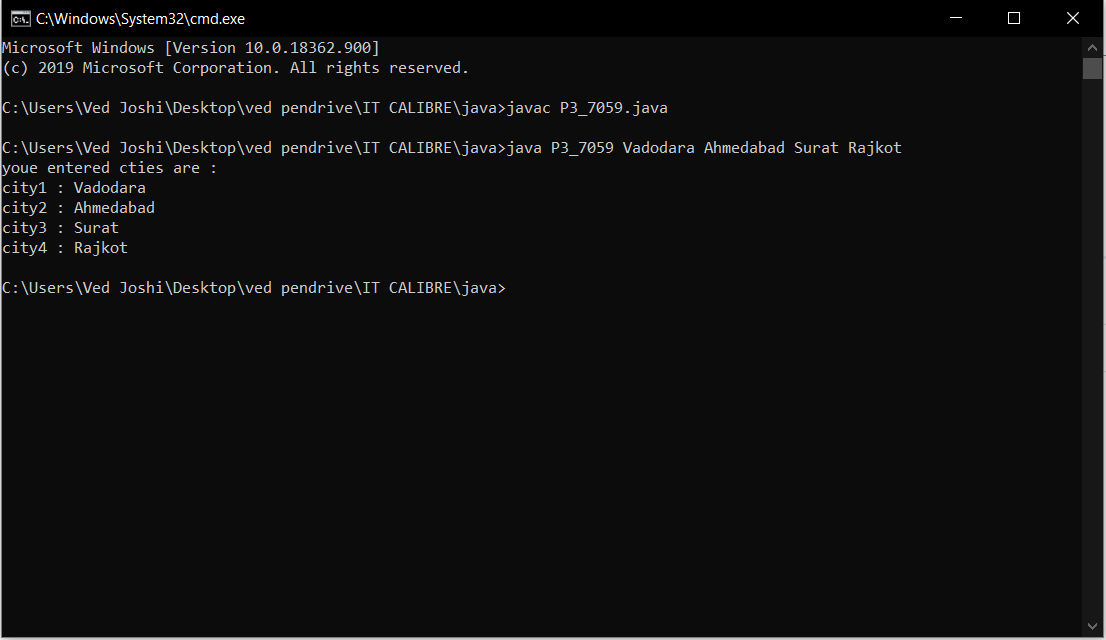 C:\Windows\System32\cmd.exe
Microsoft Windows [Version 10.0.18362.900]
(c) 2019 Microsoft Corporation. All rights reserved.
C:\Users\Ved Joshi\Desktop\ved pendrive\IT CALIBRE\java>javac P3_7059.java
C:\Users\Ved Joshi\Desktop\ved pendrive\IT CALIBRE\java>java P3_7059 Vadodara Ahmedabad Surat Rajkot
youe entered cties are :
city1 : Vadodara
city2 : Ahmedabad
city3 : Surat
city4 : Rajkot
C:\Users\Ved Joshi\Desktop\ved pendrive\IT CALIBRE\java>